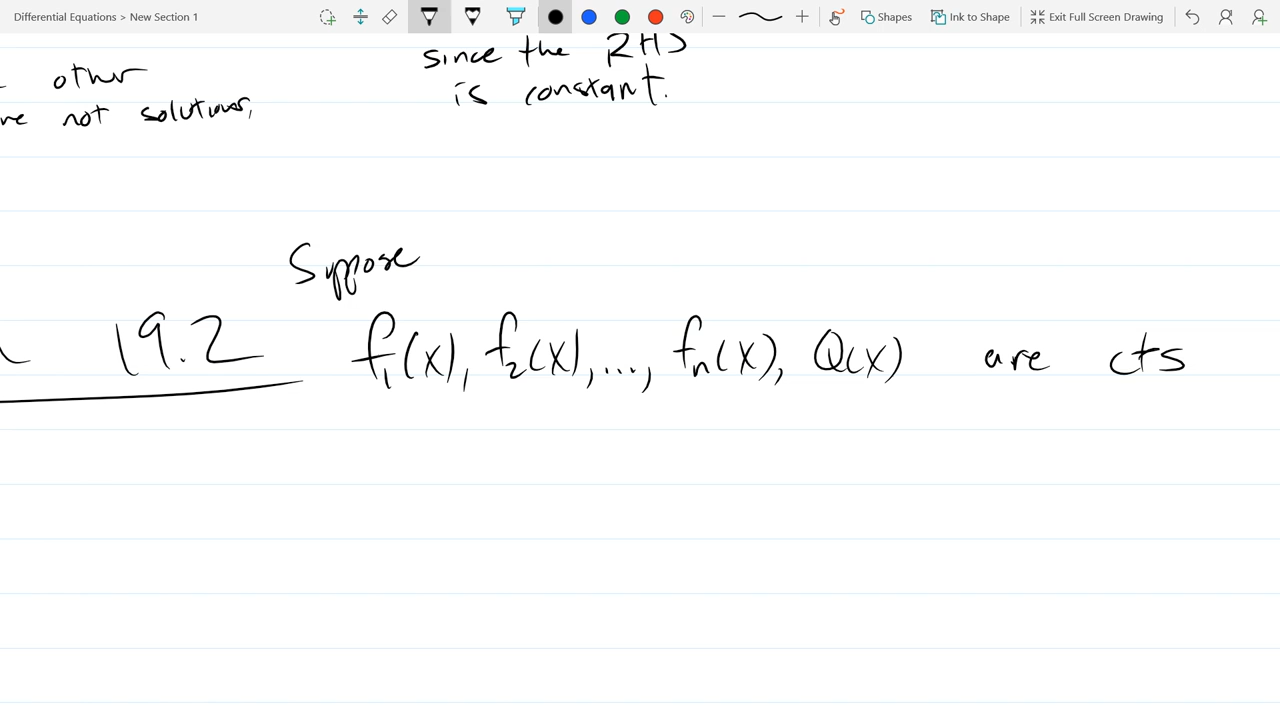 Differential Equations > New Section 1
Shapes
Ink to Shape
Exit Full Screen Drawing
since the RHS
is constant.
other
not solutions,
Suppose
19.2 f₁(x), f₂(x), ..., fₙ(x), Q(x) are cts